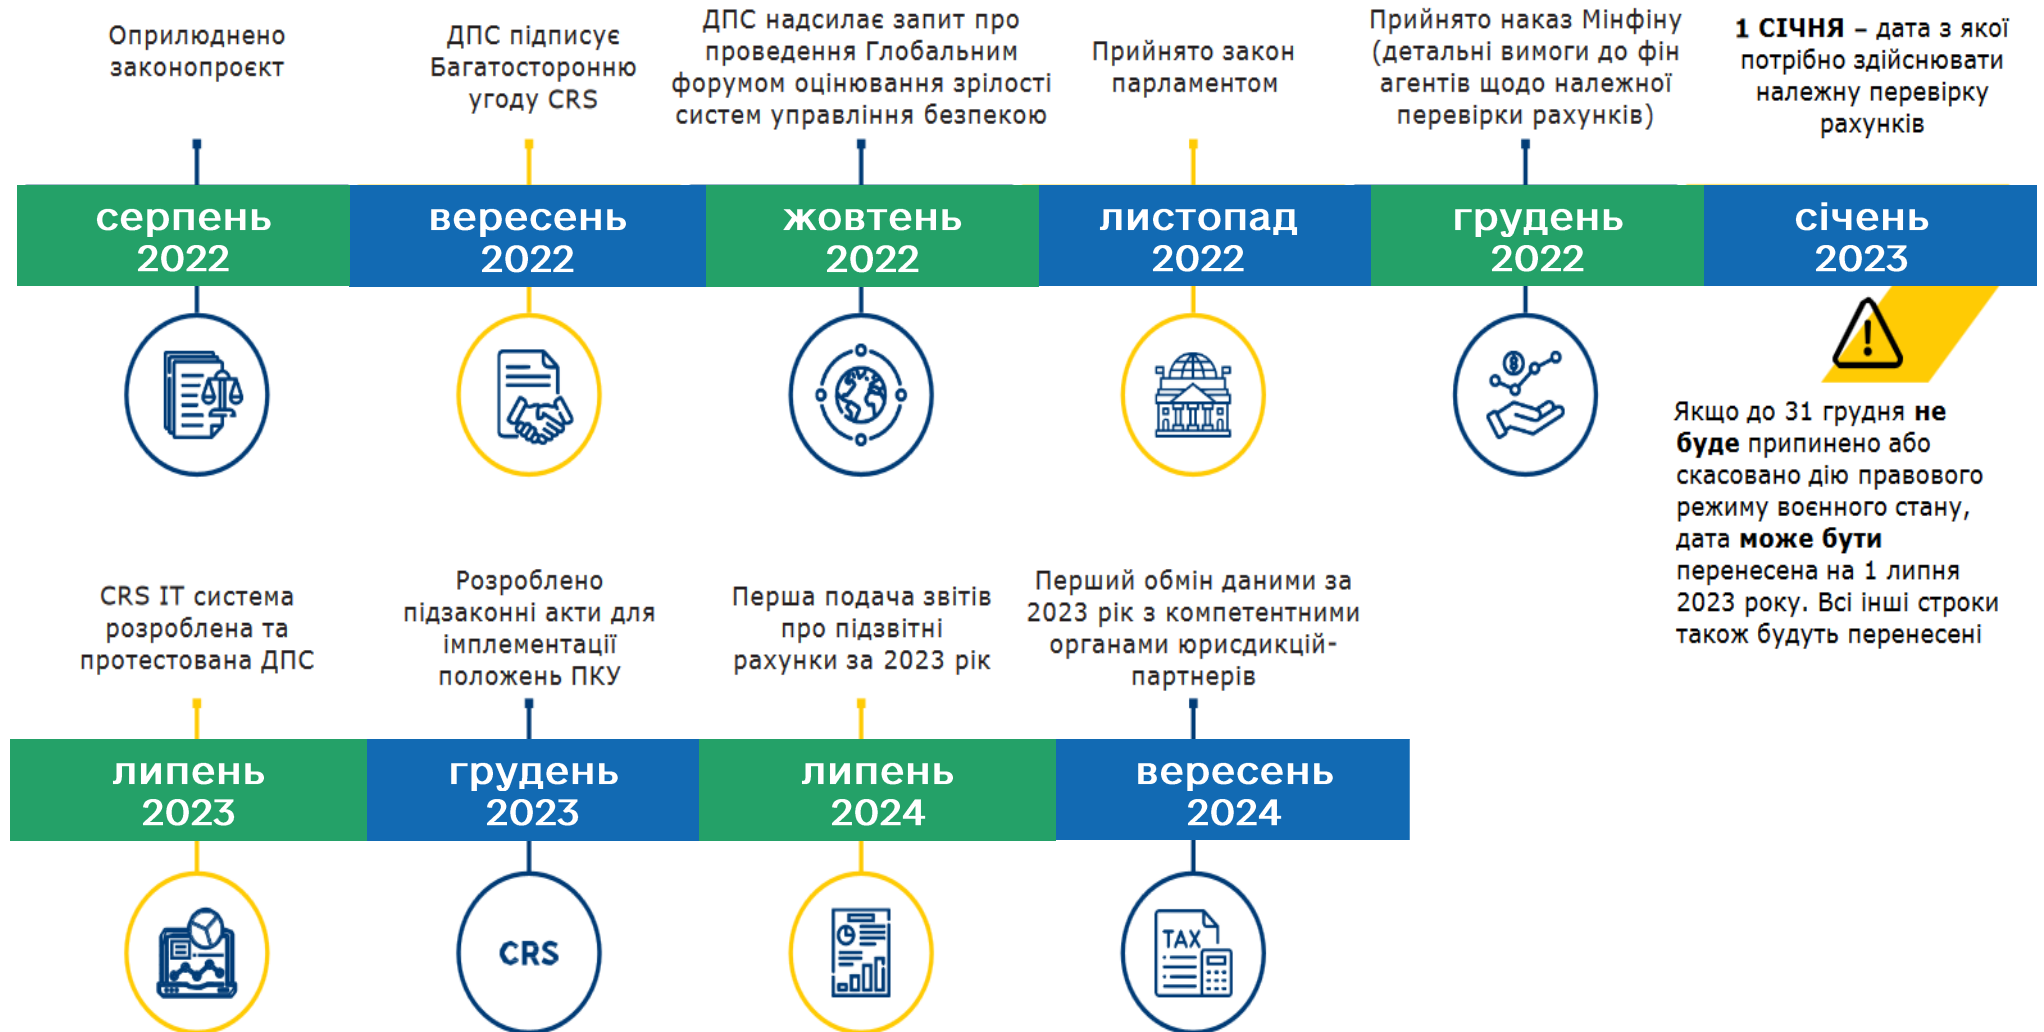 Оприлюднено
законопроєкт
ДПС підписує
Багатосторонню
угоду CRS
ДПС надсилає запит про
проведення Глобальним
форумом оцінювання зрілості
систем управління безпекою
Прийнято закон
парламентом
Прийнято наказ Мінфіну
(детальні вимоги до фін
агентів щодо належної
перевірки рахунків)
1 СІЧНЯ – дата з якої
потрібно здійснювати
належну перевірку
рахунків
серпень
2022
вересень
2022
жовтень
2022
листопад
2022
грудень
2022
січень
2023
Якщо до 31 грудня не
буде припинено або
скасовано дію правового
режиму воєнного стану,
дата може бути
перенесена на 1 липня
2023 року. Всі інші строки
також будуть перенесені
CRS IT система
розроблена та
протестована ДПС
Розроблено
підзаконні акти для
імплементації
положень ПКУ
Перша подача звітів
про підзвітні
рахунки за 2023 рік
Перший обмін даними за
2023 рік з компетентними
органами юрисдикцій-
партнерів
липень
2023
грудень
2023
липень
2024
вересень
2024
CRS
TAX